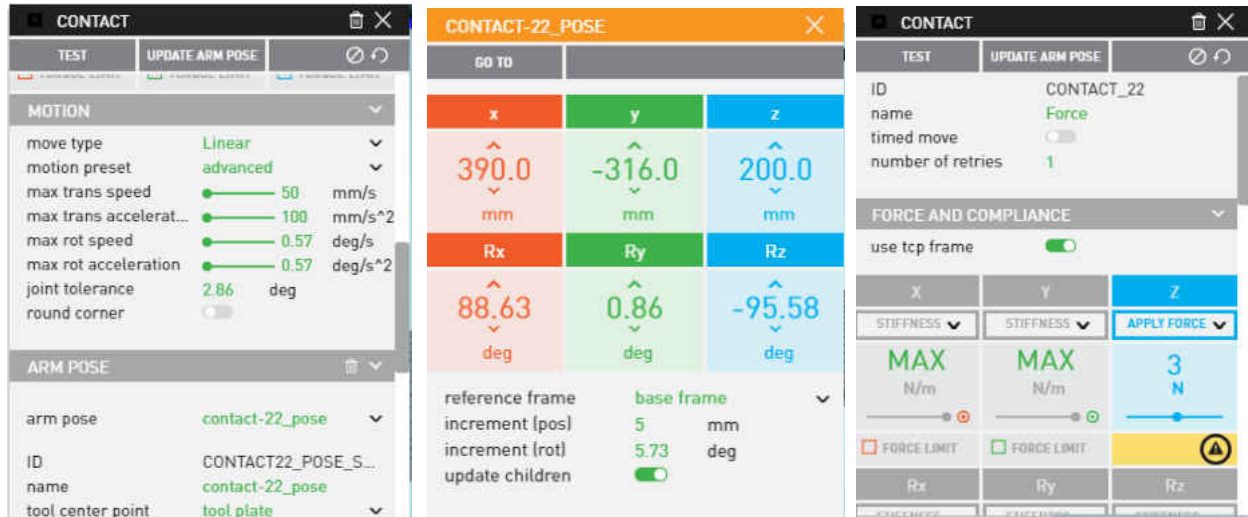 CONTACT
TEST
UPDATE ARM POSE
MOTION
move type Linear
motion preset advanced
max trans speed 50 mm/s
max trans accelerat... 100 mm/s^2
max rot speed 0.57 deg/s
max rot acceleration 0.57 deg/s^2
joint tolerance 2.86 deg
round corner
ARM POSE
arm pose contact-22_pose
ID CONTACT22_POSE_S...
name contact-22_pose
tool center point tool plate
CONTACT-22_POSE
GO TO
x y z
390.0 -316.0 200.0
mm mm mm
Rx Ry Rz
88.63 0.86 -95.58
deg deg deg
reference frame base frame
increment (pos) 5 mm
increment (rot) 5.73 deg
update children
CONTACT
TEST
UPDATE ARM POSE
ID CONTACT_22
name Force
timed move
number of retries 1
FORCE AND COMPLIANCE
use tcp frame
X Y Z
STIFFNESS STIFFNESS APPLY FORCE
MAX MAX 3
N/m N/m N
FORCE LIMIT FORCE LIMIT
Rx Ry Rz